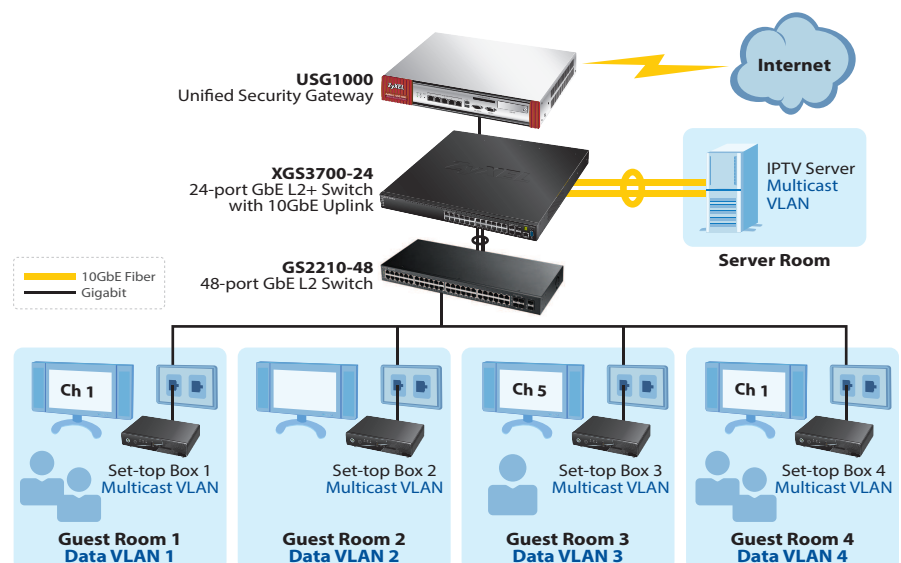 USG1000
Unified Security Gateway
ZyXEL
Internet
XGS3700-24
24-port GbE L2+ Switch
with 10GbE Uplink
IPTV Server
Multicast
VLAN
Server Room
GS2210-48
48-port GbE L2 Switch
10GbE Fiber
Gigabit
Ch 1
Ch 5
Ch 1
Set-top Box 1
Multicast VLAN
Set-top Box 2
Multicast VLAN
Set-top Box 3
Multicast VLAN
Set-top Box 4
Multicast VLAN
Guest Room 1
Data VLAN 1
Guest Room 2
Data VLAN 2
Guest Room 3
Data VLAN 3
Guest Room 4
Data VLAN 4